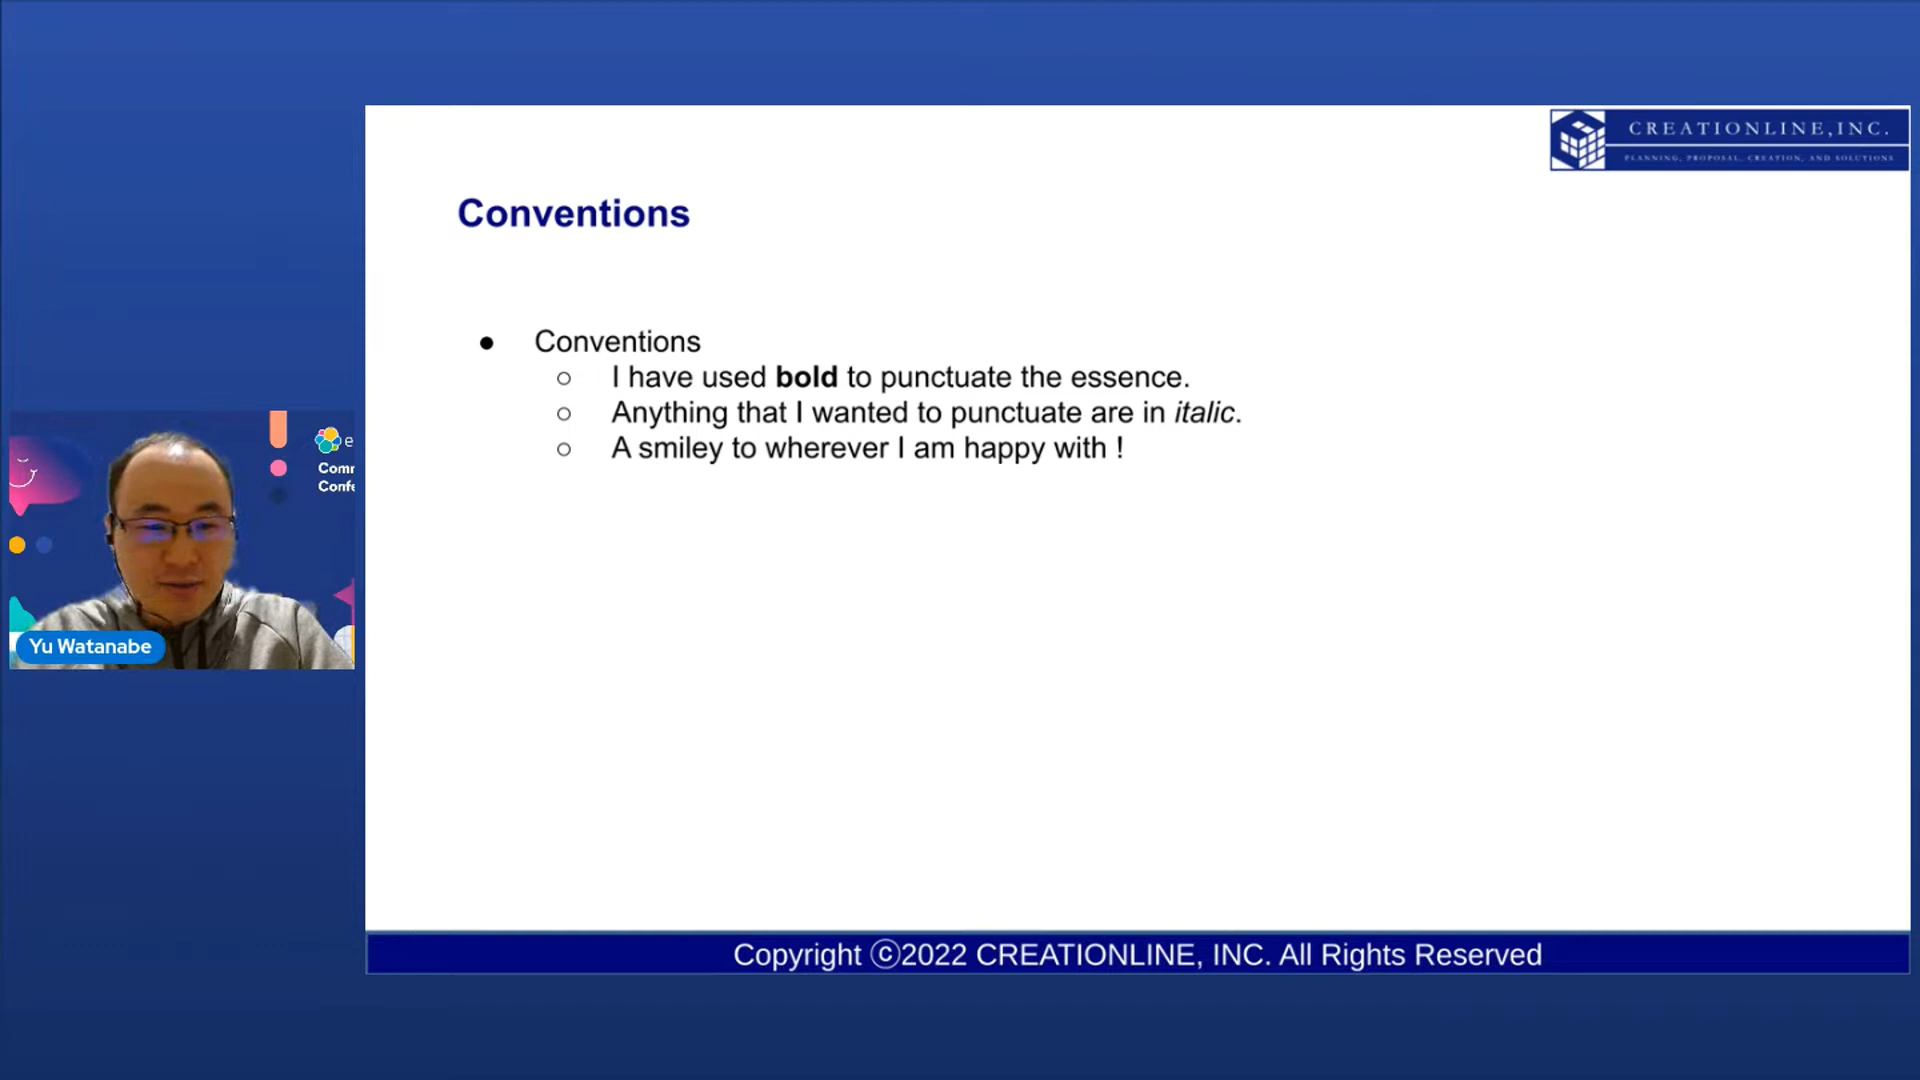 CREATIONLINE,INC.
PLANNING, PROPOSAL, CREATION, AND SOLUTIONS
Conventions
● Conventions
○ I have used bold to punctuate the essence.
○ Anything that I wanted to punctuate are in italic.
○ A smiley to wherever I am happy with !
e
Comm
Confe
Yu Watanabe
Copyright ©2022 CREATIONLINE, INC. All Rights Reserved